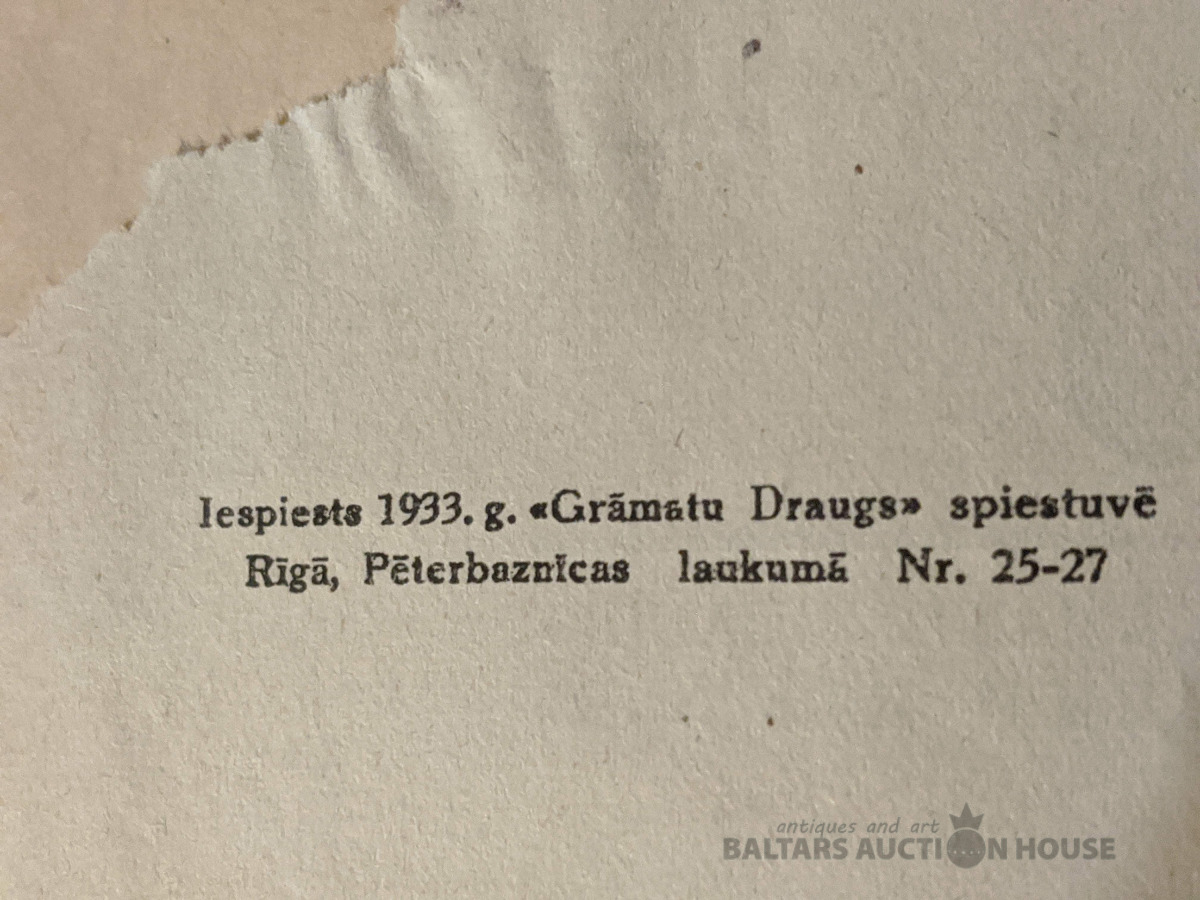 Iespiests 1933. g. «Grāmatu Draugs» spiestuvē
Rīgā, Pēterbaznīcas laukumā Nr. 25-27
antiques and art
BALTARS AUCTION HOUSE